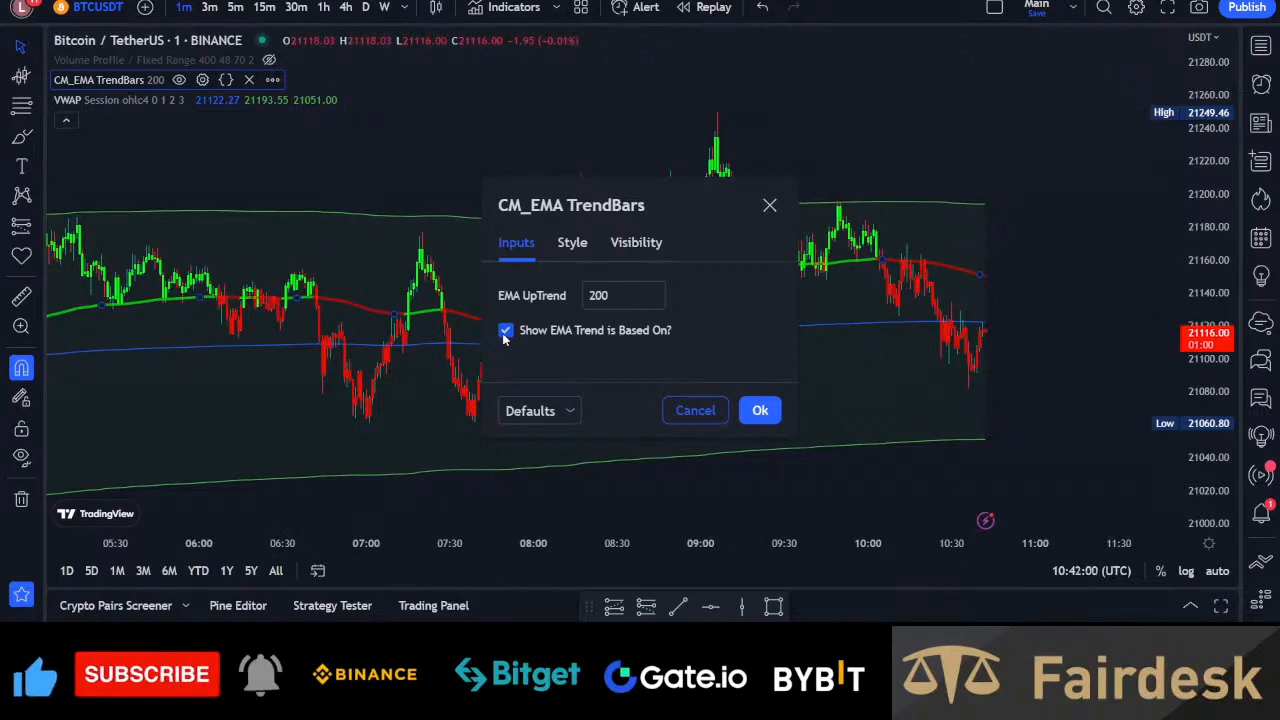 L BTCUSDT 1m 3m 5m 15m 30m 1h 4h D W Indicators Alert Replay Main Save Publish
Bitcoin / TetherUS · 1 · BINANCE O21118.03 H21118.03 L21116.00 C21116.00 -1.95 (-0.01%) USDT
Volume Profile / Fixed Range 400 48 70 2
CM_EMA TrendBars 200
VWAP Session ohlc4 0 1 2 3 21122.27 21193.55 21051.00
21280.00
21260.00
High 21249.46
21240.00
21220.00
21200.00
21180.00
21160.00
21140.00
21120.00
21116.00
01:00
21100.00
21080.00
Low 21060.80
21040.00
21020.00
21000.00
CM_EMA TrendBars
Inputs Style Visibility
EMA UpTrend 200
Show EMA Trend is Based On?
Defaults Cancel Ok
TradingView
05:30 06:00 06:30 07:00 07:30 08:00 08:30 09:00 09:30 10:00 10:30 11:00 11:30
1D 5D 1M 3M 6M YTD 1Y 5Y All 10:42:00 (UTC) % log auto
Crypto Pairs Screener Pine Editor Strategy Tester Trading Panel
1
SUBSCRIBE BINANCE Bitget Gate.io BYBIT Fairdesk